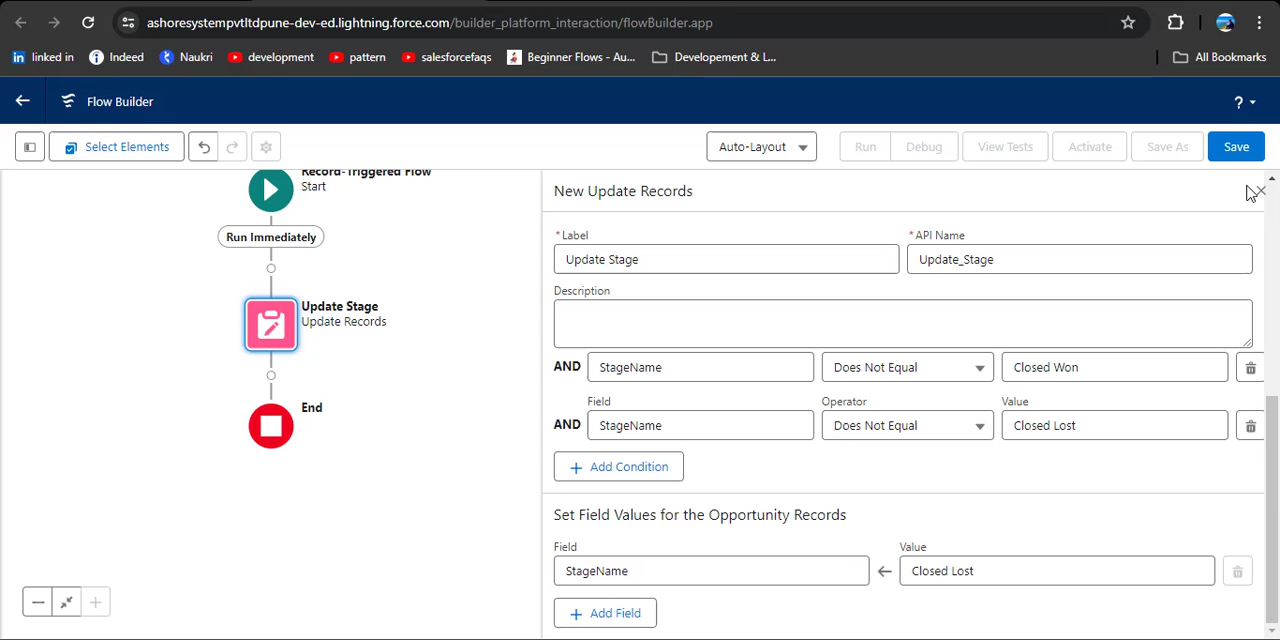 ashoresystempvtltdpune-dev-ed.lightning.force.com/builder_platform_interaction/flowBuilder.app
linked in
Indeed
Naukri
development
pattern
salesforcefaqs
Beginner Flows - Au...
Developement & L...
All Bookmarks
Flow Builder
?
Select Elements
Auto-Layout
Run
Debug
View Tests
Activate
Save As
Save
Record-Triggered Flow
Start
Run Immediately
Update Stage
Update Records
End
New Update Records
*Label
*API Name
Update Stage
Update_Stage
Description
AND
StageName
Does Not Equal
Closed Won
Field
Operator
Value
AND
StageName
Does Not Equal
Closed Lost
+ Add Condition
Set Field Values for the Opportunity Records
Field
Value
StageName
←
Closed Lost
+ Add Field